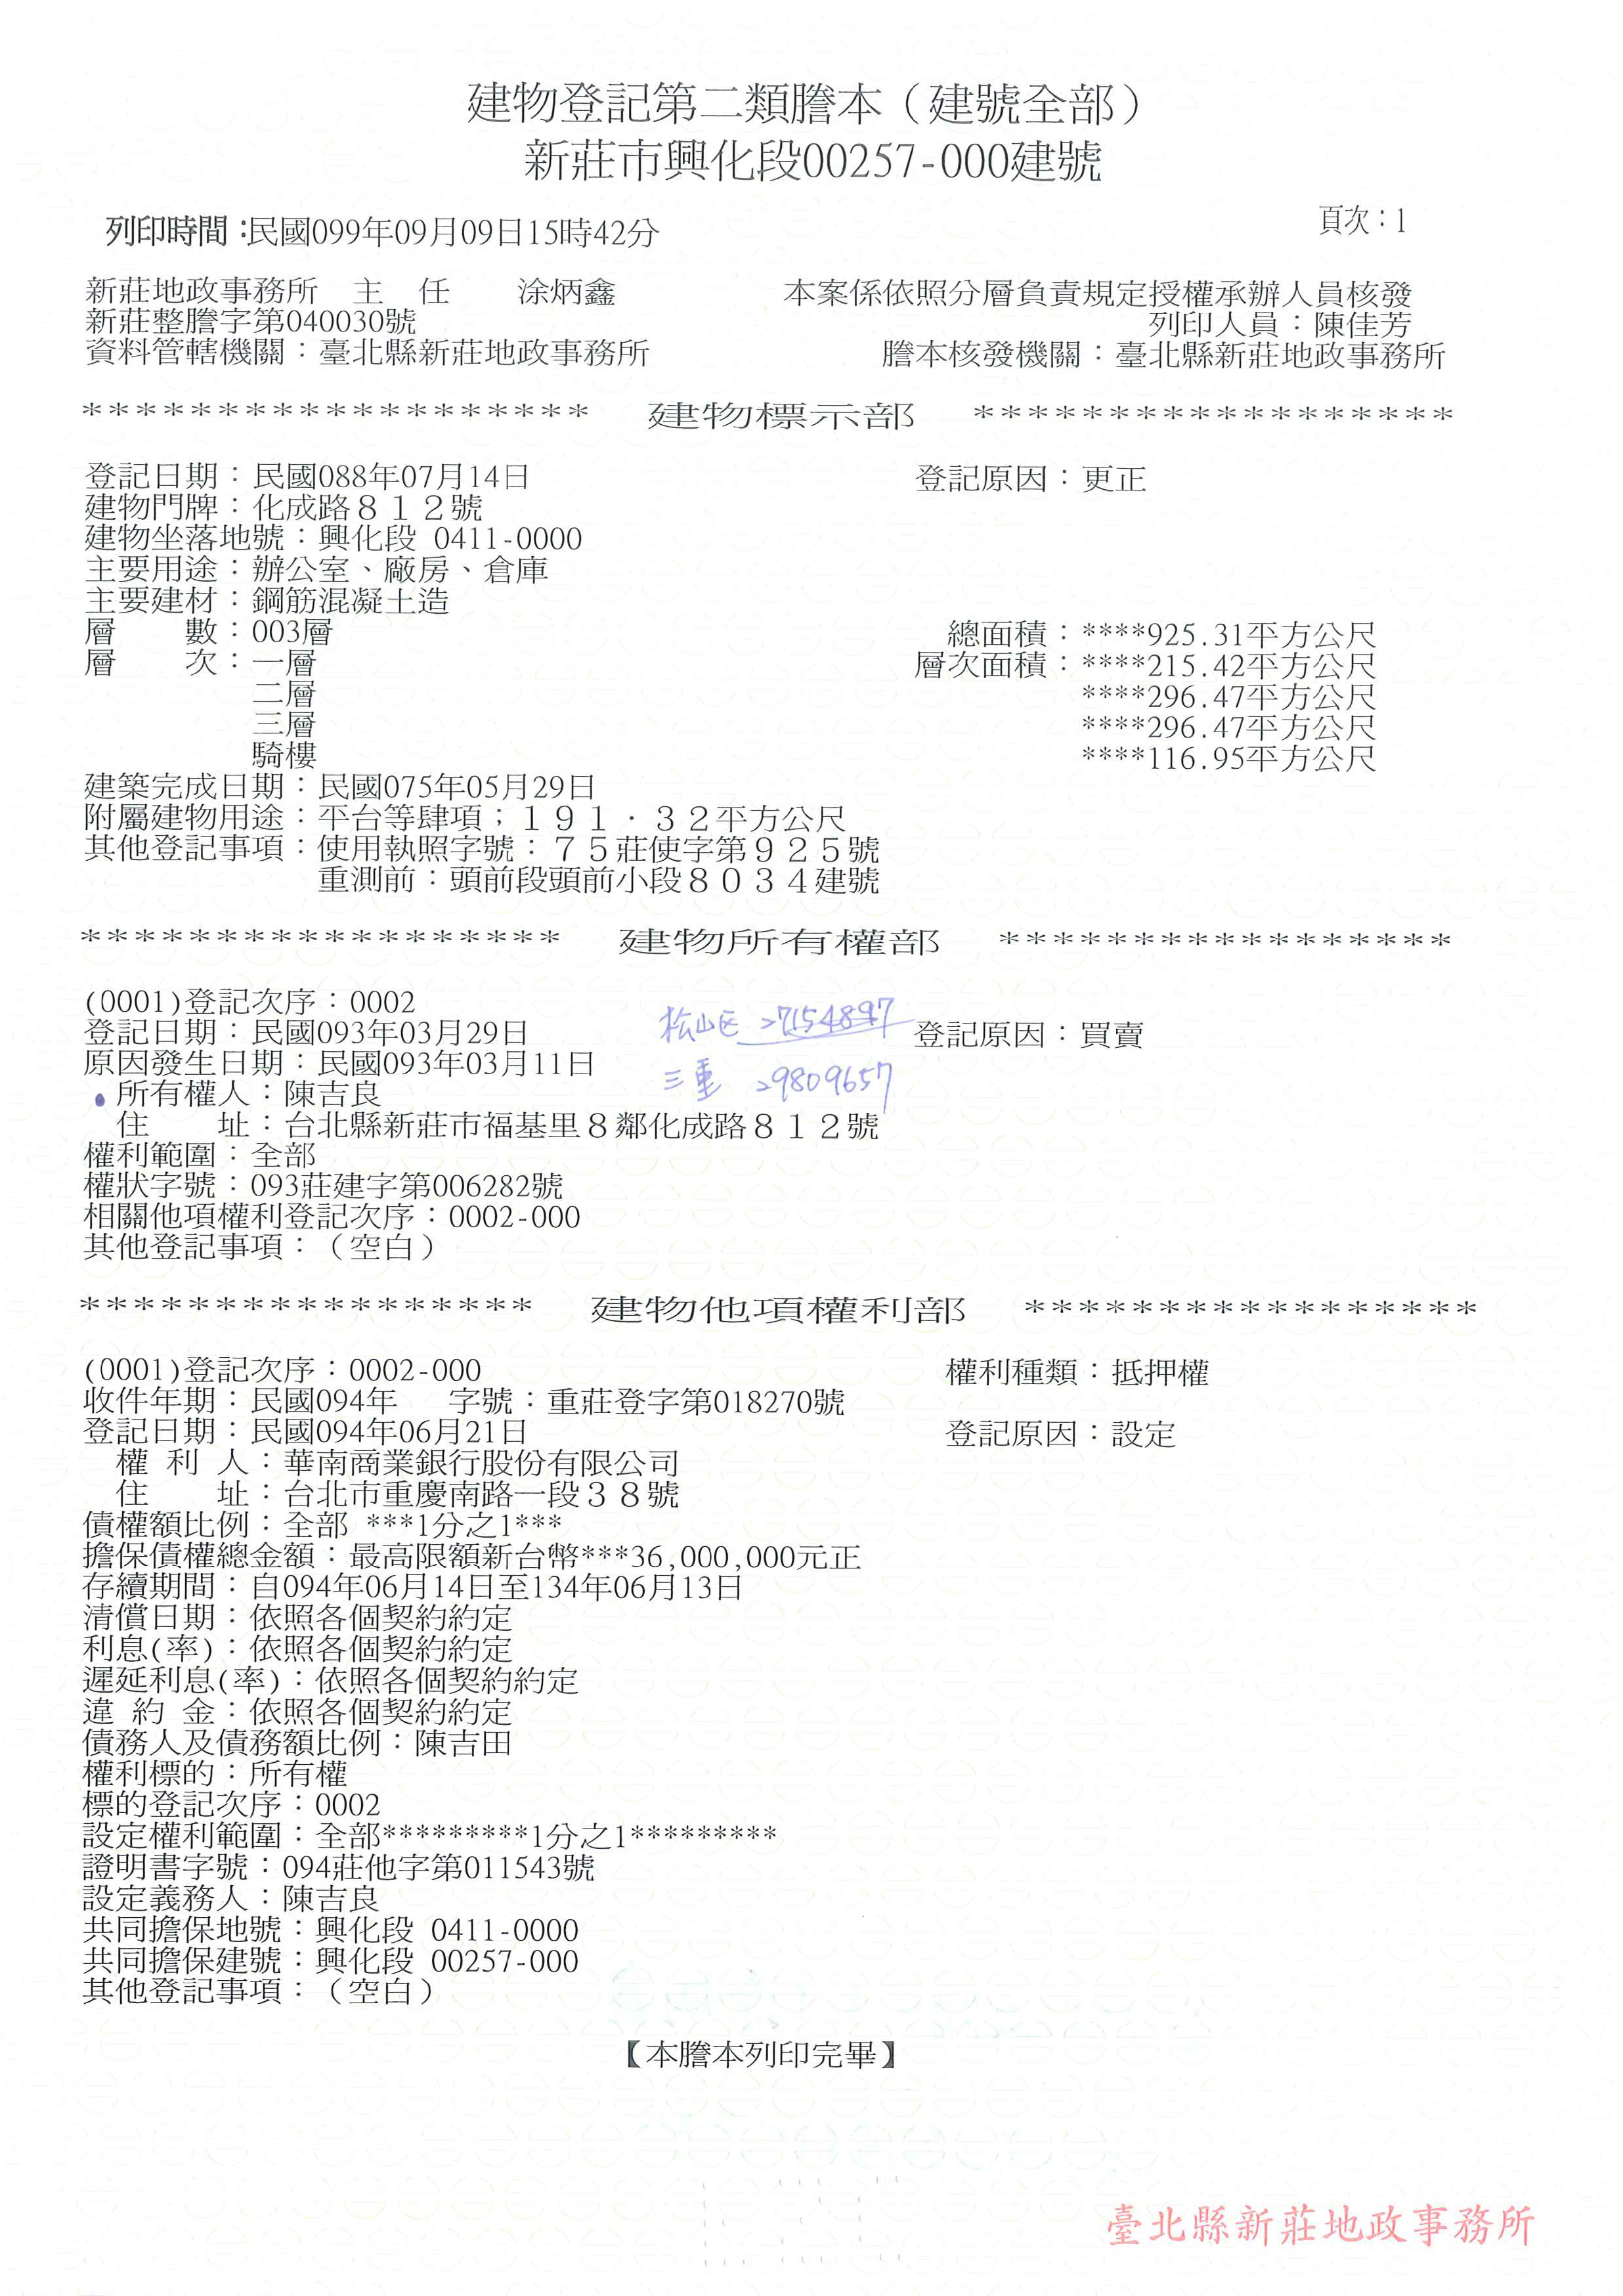 建物登記第二類謄本（建號全部）
新莊市興化段00257-000建號
列印時間：民國099年09月09日15時42分
頁次：1
新莊地政事務所　主　任　　涂炳鑫
本案係依照分層負責規定授權承辦人員核發
新莊整謄字第040030號
列印人員：陳佳芳
資料管轄機關：臺北縣新莊地政事務所
謄本核發機關：臺北縣新莊地政事務所
******************* 建物標示部 ******************
登記日期：民國088年07月14日
登記原因：更正
建物門牌：化成路８１２號
建物坐落地號：興化段 0411-0000
主要用途：辦公室、廠房、倉庫
主要建材：鋼筋混凝土造
層　　數：003層
總面積：****925.31平方公尺
層　　次：一層
層次面積：****215.42平方公尺
二層
****296.47平方公尺
三層
****296.47平方公尺
騎樓
****116.95平方公尺
建築完成日期：民國075年05月29日
附屬建物用途：平台等肆項；１９１．３２平方公尺
其他登記事項：使用執照字號：７５莊使字第９２５號
重測前：頭前段頭前小段８０３４建號
****************** 建物所有權部 *****************
(0001)登記次序：0002
松山区 27154897
登記日期：民國093年03月29日
登記原因：買賣
原因發生日期：民國093年03月11日
三重 29809657
所有權人：陳吉良
住　　址：台北縣新莊市福基里８鄰化成路８１２號
權利範圍：全部
權狀字號：093莊建字第006282號
相關他項權利登記次序：0002-000
其他登記事項：（空白）
***************** 建物他項權利部 *****************
(0001)登記次序：0002-000
權利種類：抵押權
收件年期：民國094年　字號：重莊登字第018270號
登記日期：民國094年06月21日
登記原因：設定
權 利 人：華南商業銀行股份有限公司
住　　址：台北市重慶南路一段３８號
債權額比例：全部 ***1分之1***
擔保債權總金額：最高限額新台幣***36,000,000元正
存續期間：自094年06月14日至134年06月13日
清償日期：依照各個契約約定
利息(率)：依照各個契約約定
遲延利息(率)：依照各個契約約定
違 約 金：依照各個契約約定
債務人及債務額比例：陳吉田
權利標的：所有權
標的登記次序：0002
設定權利範圍：全部*********1分之1*********
證明書字號：094莊他字第011543號
設定義務人：陳吉良
共同擔保地號：興化段 0411-0000
共同擔保建號：興化段 00257-000
其他登記事項：（空白）
【本謄本列印完畢】
臺北縣新莊地政事務所